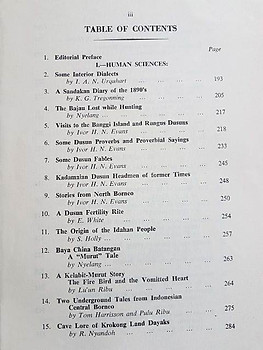 iii
TABLE OF CONTENTS
Page
1. Editorial Preface
I.—HUMAN SCIENCES:
2. Some Interior Dialects
by I. A. N. Urquhart ... ... ... 193
3. A Sandakan Diary of the 1890's
by K. G. Tregonning ... ... ... 205
4. The Bajau Lost while Hunting
by Nyelang ... ... ... ... 217
5. Visits to the Banggi Island and Rungus Dusuns
by Ivor H. N. Evans ... ... ... 218
6. Some Dusun Proverbs and Proverbial Sayings
by Ivor H. N. Evans ... ... ... 233
7. Some Dusun Fables
by Ivor H. N. Evans ... ... ... 245
8. Kadamaian Dusun Headmen of former Times
by Ivor H. N. Evans ... ... ... 248
9. Stories from North Borneo
by Ivor H. N. Evans ... ... ... 250
10. A Dusun Fertility Rite
by E. White ... ... ... ... 254
11. The Origin of the Idahan People
by S. Holly ... ... ... ... 257
12. Baya China Batangan
A "Murut" Tale
by Nyelang ... ... ... ... 263
13. A Kelabit-Murut Story
The Fire Bird and the Vomitted Heart
by Lu'un Ribu ... ... ... 264
14. Two Underground Tales from Indonesian
Central Borneo
by Tom Harrisson and Pulu Ribu ... 275
15. Cave Lore of Krokong Land Dayaks
by R. Nyandoh ... ... ... 284